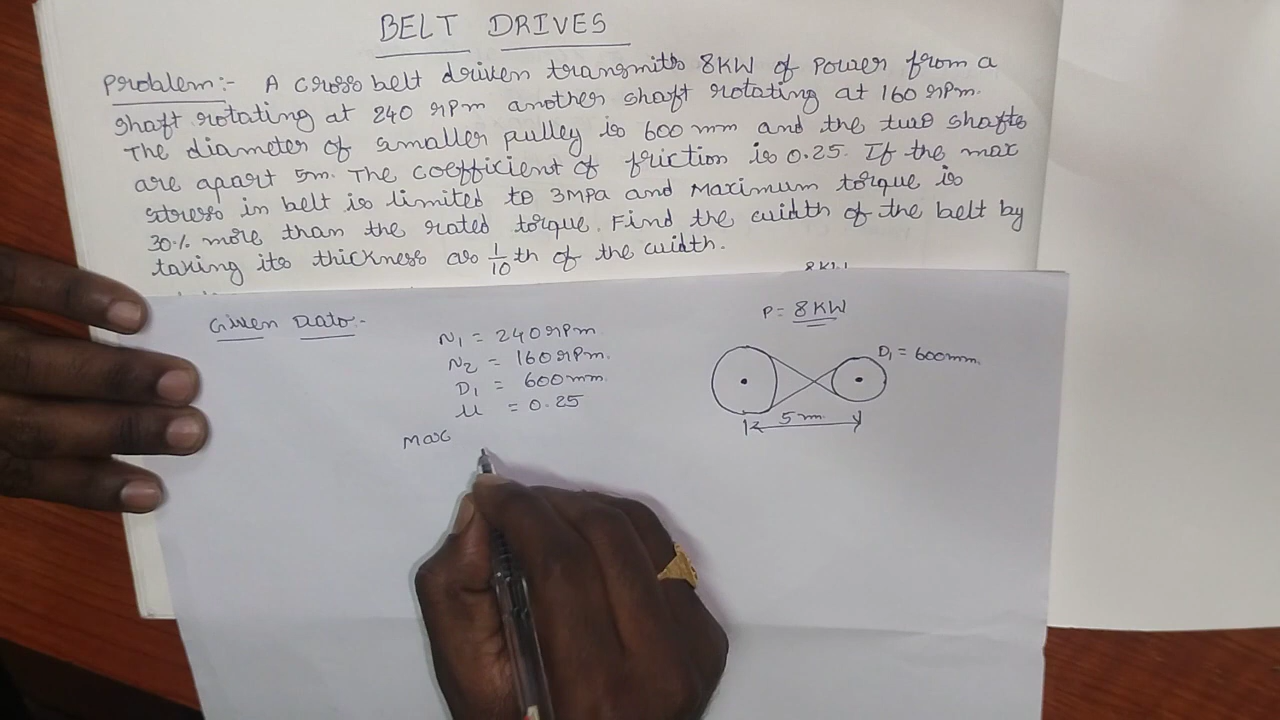 BELT DRIVES
Problem:- A cross belt driven transmits 8KW of Power from a
shaft rotating at 240 rpm another shaft rotating at 160 rpm.
The diameter of smaller pulley is 600 mm and the two shafts
are apart 5m. The coefficient of friction is 0.25. If the max
stress in belt is limited to 3MPa and Maximum torque is
30% more than the rated torque. Find the width of the belt by
taking its thickness as 1/10 th of the width.
8KW
Given Data:-
N1 = 240 rpm
N2 = 160 rpm.
D1 = 600mm.
μ = 0.25
Max
P = 8KW
D1 = 600mm.
5m